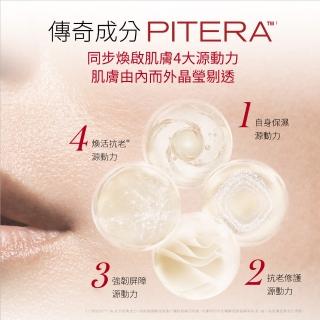 傳奇成分 PITERA™
同步煥啟肌膚4大源動力
肌膚由內而外晶瑩剔透
1 自身保濕
源動力
4 煥活抗老*
源動力
3 強韌屏障
源動力
2 抗老修護
源動力